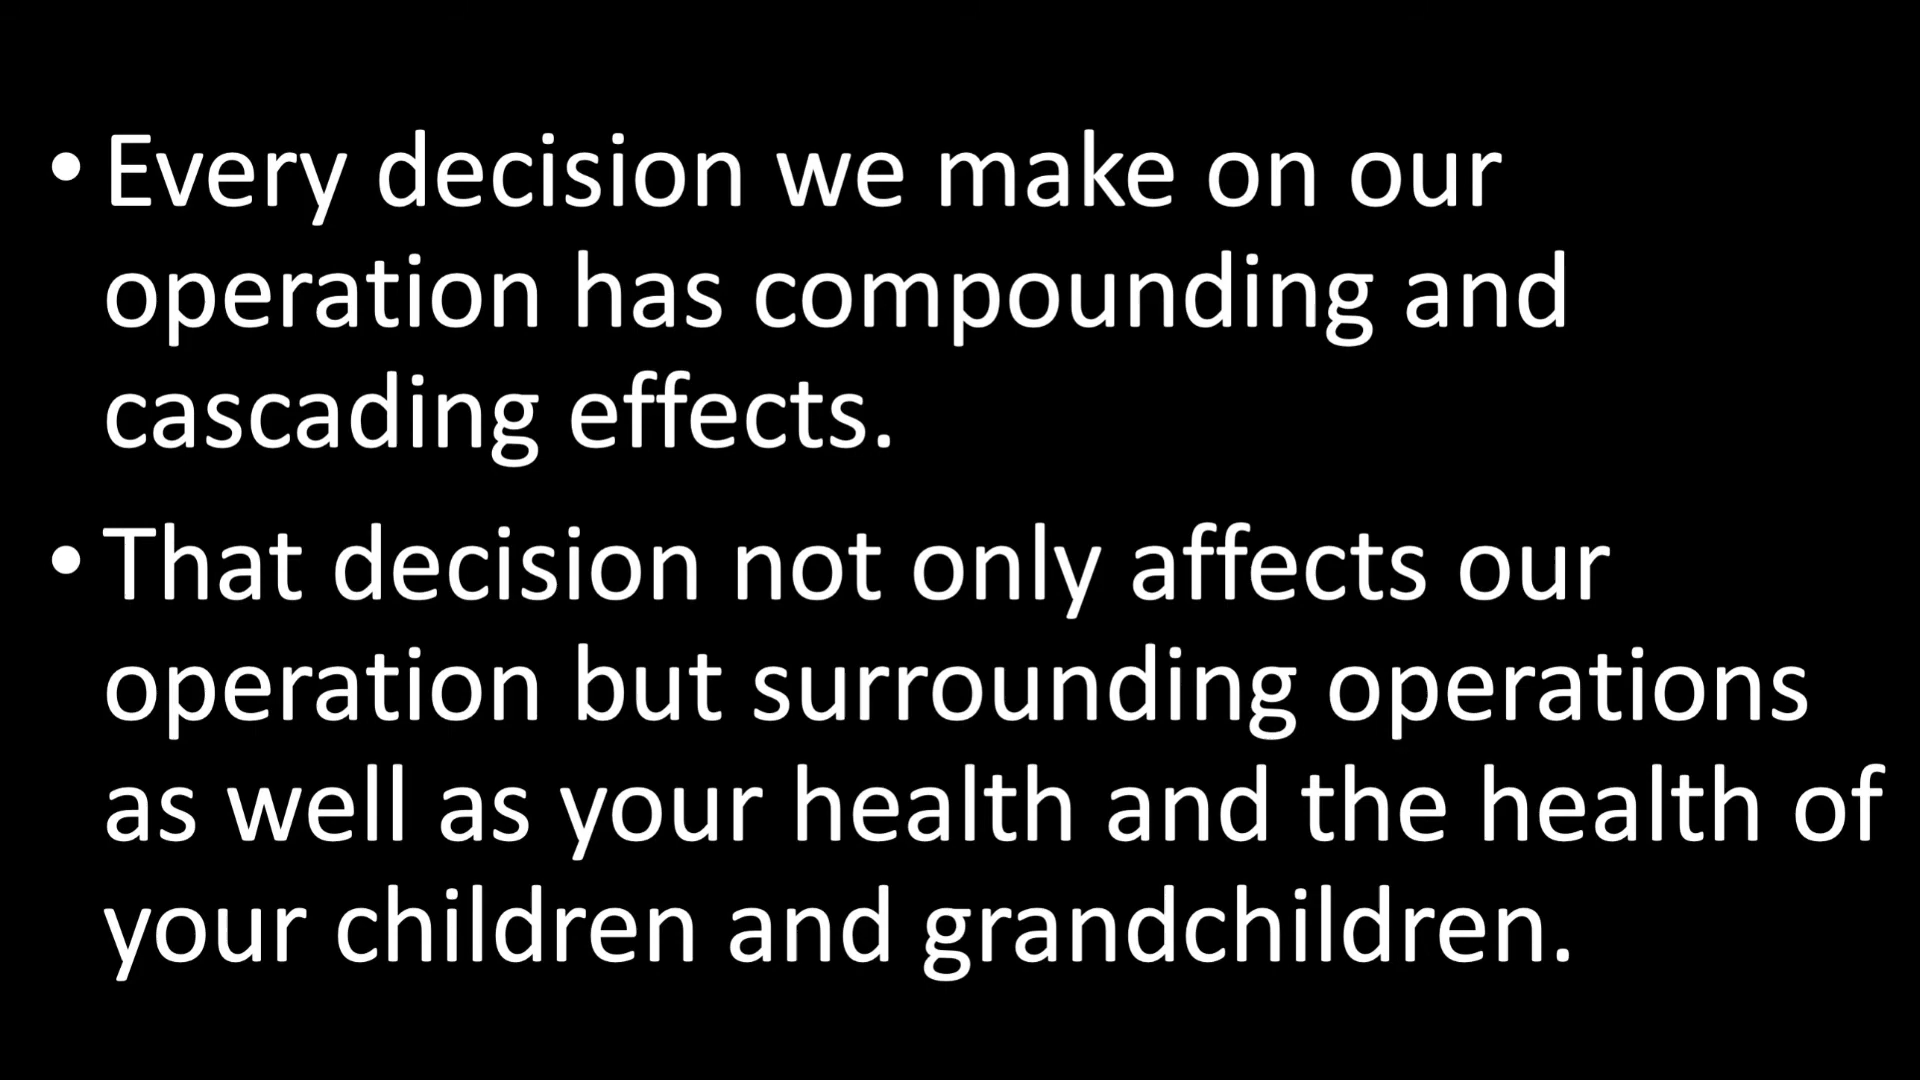 • Every decision we make on our
operation has compounding and
cascading effects.
• That decision not only affects our
operation but surrounding operations
as well as your health and the health of
your children and grandchildren.